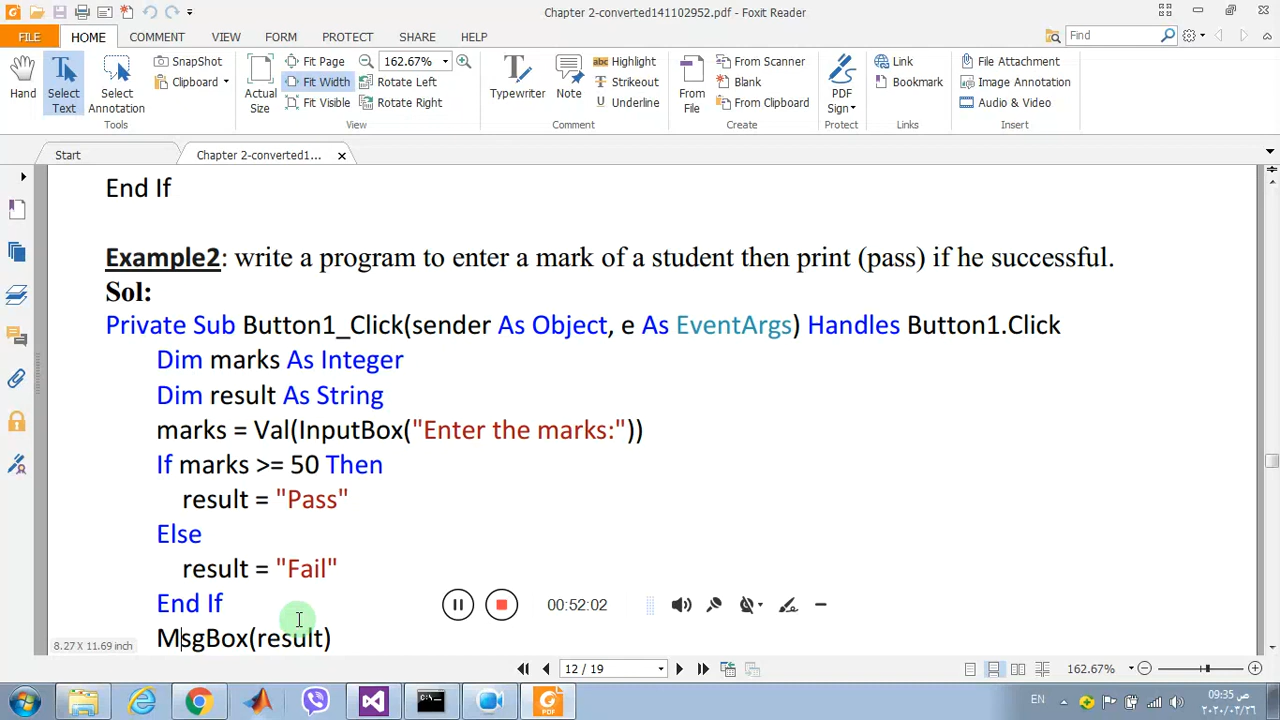 Chapter 2-converted141102952.pdf - Foxit Reader
FILE HOME COMMENT VIEW FORM PROTECT SHARE HELP Find
Hand
Select Text
Select Annotation
SnapShot
Clipboard
Tools
Actual Size
Fit Page
Fit Width
Fit Visible
162.67%
Rotate Left
Rotate Right
View
Typewriter
Note
Highlight
Strikeout
Underline
Comment
From File
From Scanner
Blank
From Clipboard
Create
PDF Sign
Protect
Link
Bookmark
Links
File Attachment
Image Annotation
Audio & Video
Insert
Start Chapter 2-converted1...
End If
Example2: write a program to enter a mark of a student then print (pass) if he successful.
Sol:
Private Sub Button1_Click(sender As Object, e As EventArgs) Handles Button1.Click
Dim marks As Integer
Dim result As String
marks = Val(InputBox("Enter the marks:"))
If marks >= 50 Then
result = "Pass"
Else
result = "Fail"
End If
00:52:02
MsgBox(result)
8.27 X 11.69 inch
12 / 19
162.67%
EN
09:35 ص
٢٠٢٠/٠٣/٢٦